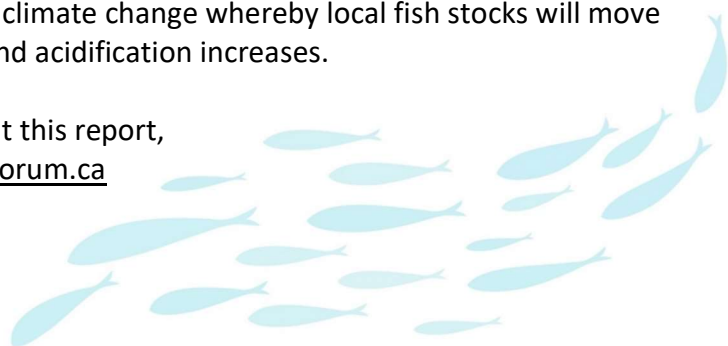 climate change whereby local fish stocks will move
nd acidification increases.
t this report,
orum.ca